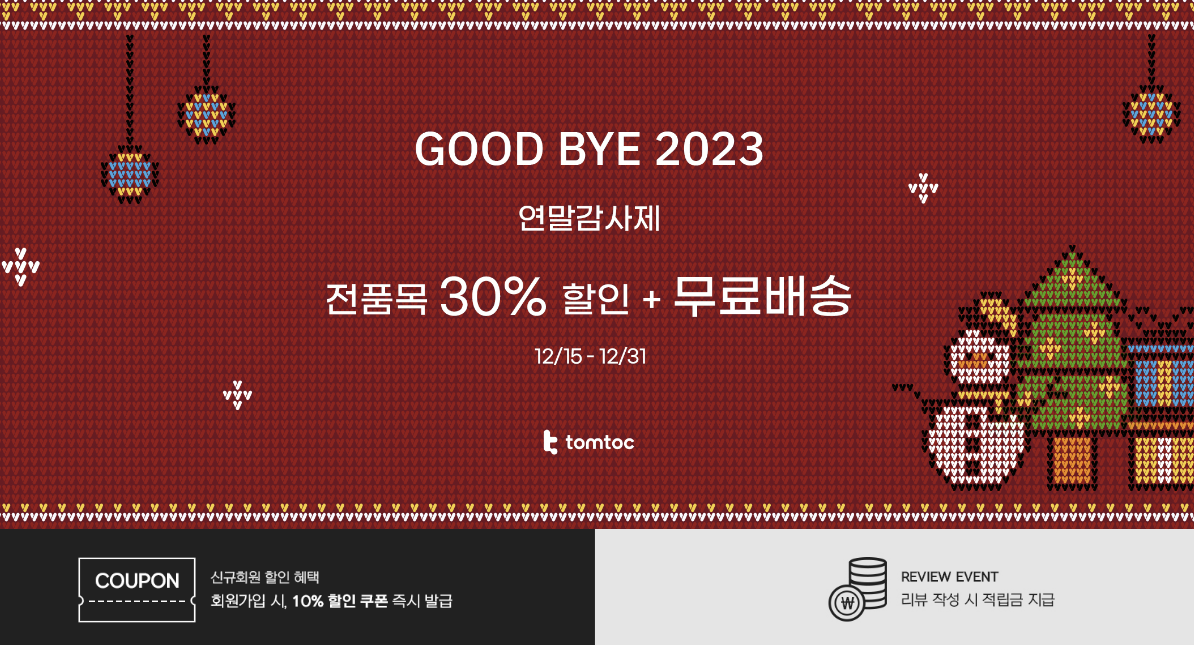 GOOD BYE 2023
연말감사제
전품목 30% 할인 + 무료배송
12/15 - 12/31
tomtoc
COUPON
신규회원 할인 혜택
회원가입 시, 10% 할인 쿠폰 즉시 발급
₩
REVIEW EVENT
리뷰 작성 시 적립금 지급